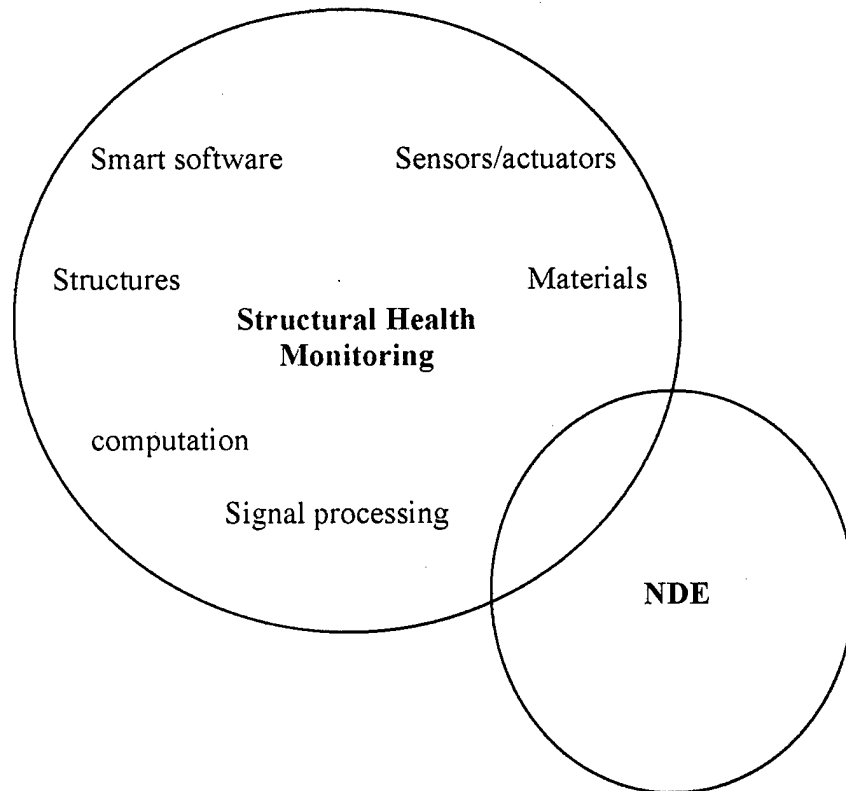 Smart software
Sensors/actuators
Structures
Materials
Structural Health
Monitoring
computation
Signal processing
NDE